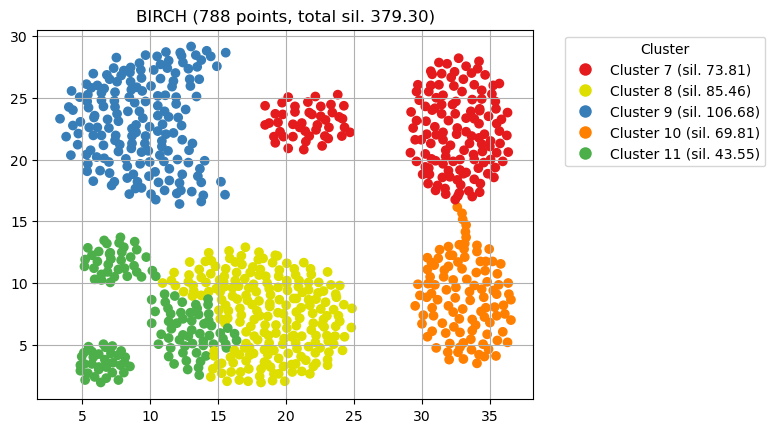 BIRCH (788 points, total sil. 379.30)
30
25
20
15
10
5
5 10 15 20 25 30 35
Cluster
Cluster 7 (sil. 73.81)
Cluster 8 (sil. 85.46)
Cluster 9 (sil. 106.68)
Cluster 10 (sil. 69.81)
Cluster 11 (sil. 43.55)